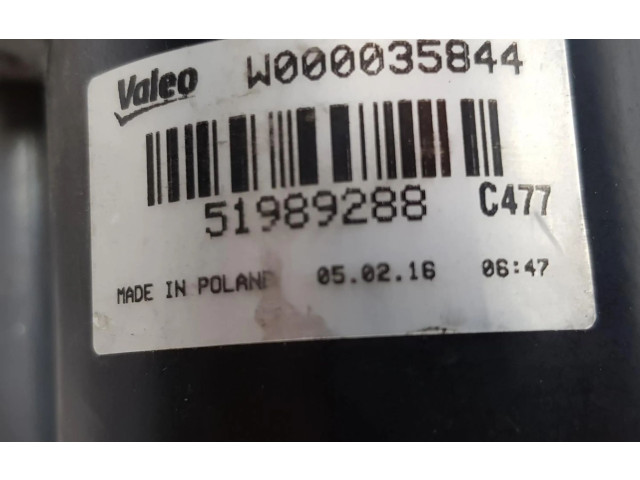 Valeo W000035844
51989288 C477
MADE IN POLAND 05.02.16 06:47